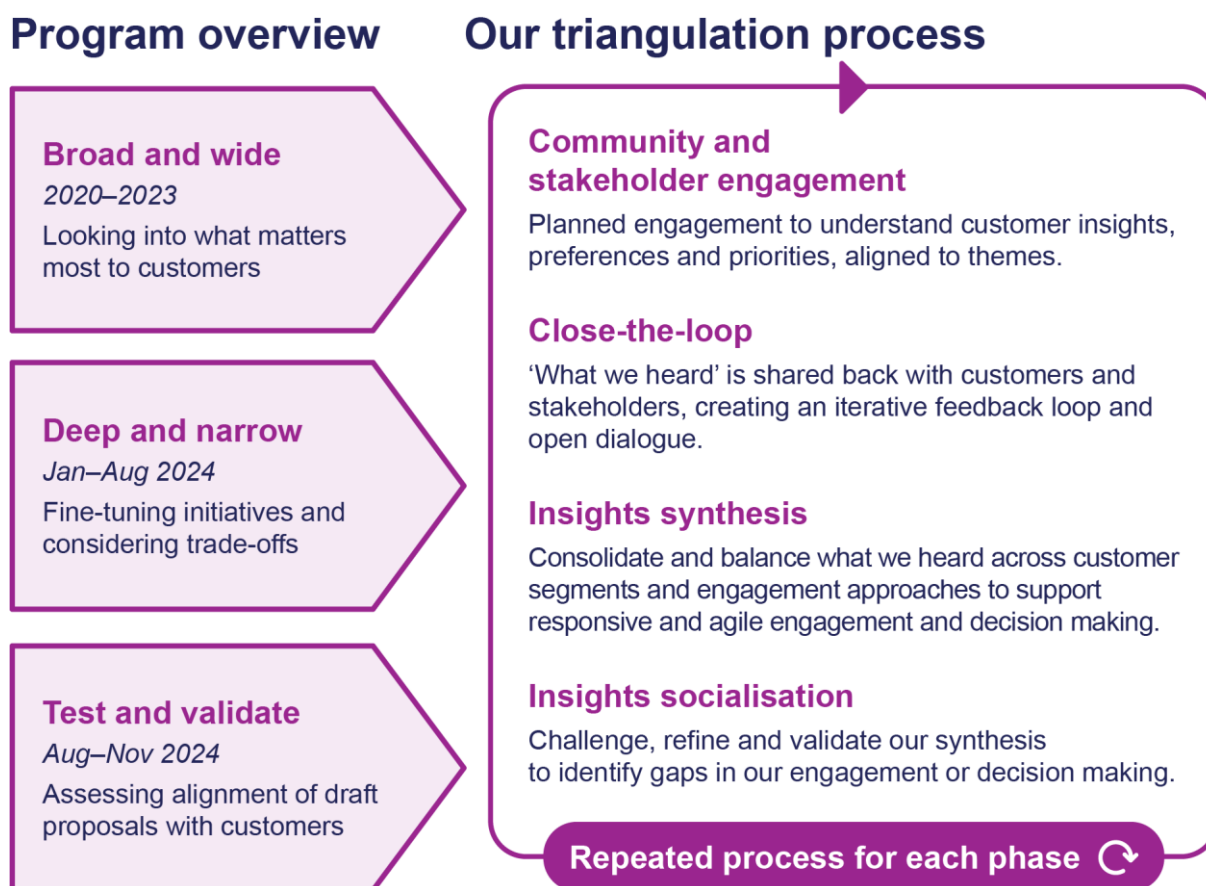 Program overview
Broad and wide
2020–2023
Looking into what matters
most to customers
Deep and narrow
Jan–Aug 2024
Fine-tuning initiatives and
considering trade-offs
Test and validate
Aug–Nov 2024
Assessing alignment of draft
proposals with customers
Our triangulation process
Community and
stakeholder engagement
Planned engagement to understand customer insights,
preferences and priorities, aligned to themes.
Close-the-loop
‘What we heard’ is shared back with customers and
stakeholders, creating an iterative feedback loop and
open dialogue.
Insights synthesis
Consolidate and balance what we heard across customer
segments and engagement approaches to support
responsive and agile engagement and decision making.
Insights socialisation
Challenge, refine and validate our synthesis
to identify gaps in our engagement or decision making.
Repeated process for each phase